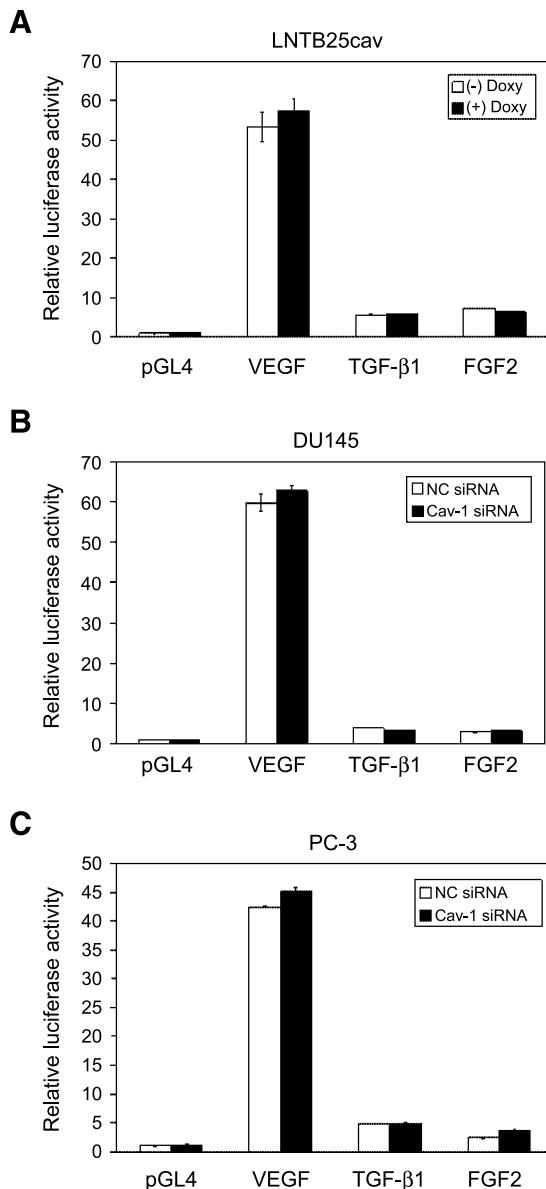 A
LNTB25cav
Relative luciferase activity
70
60
50
40
30
20
10
0
(-) Doxy
(+) Doxy
pGL4 VEGF TGF-β1 FGF2
B
DU145
Relative luciferase activity
70
60
50
40
30
20
10
0
NC siRNA
Cav-1 siRNA
pGL4 VEGF TGF-β1 FGF2
C
PC-3
Relative luciferase activity
50
45
40
35
30
25
20
15
10
5
0
NC siRNA
Cav-1 siRNA
pGL4 VEGF TGF-β1 FGF2